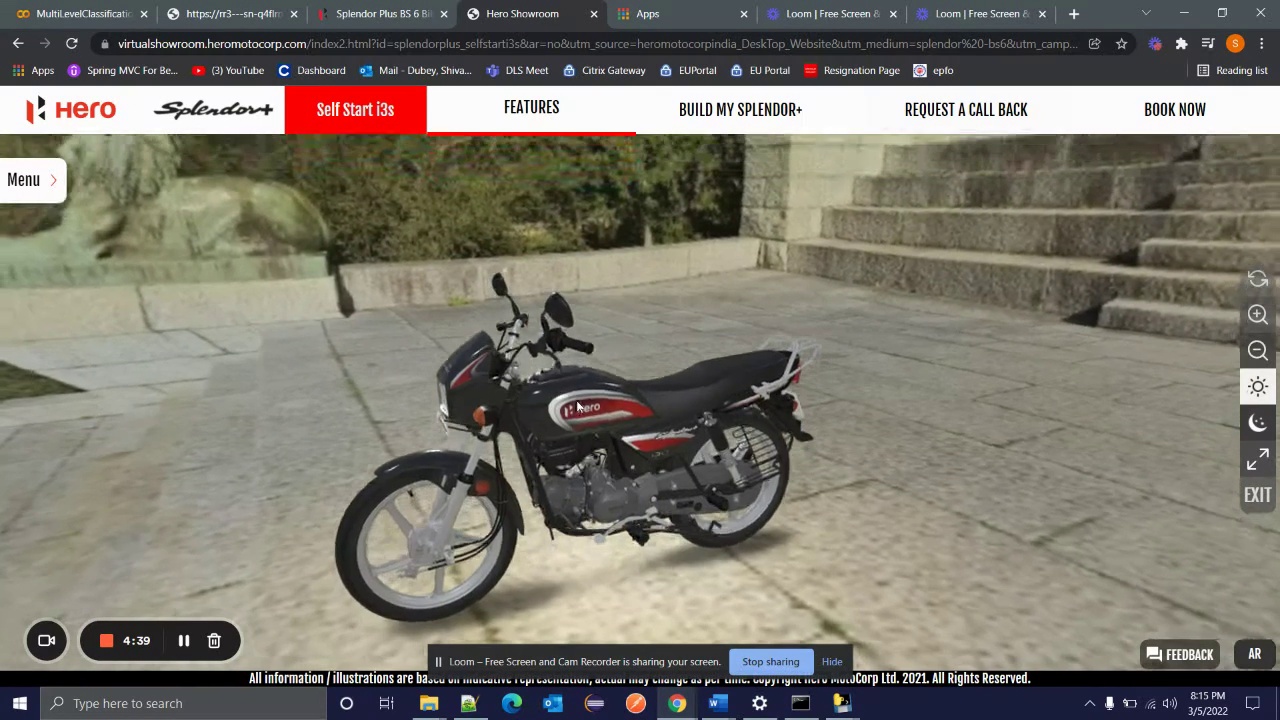 MultiLevelClassificatio
https://rr3---sn-q4flrn
Splendor Plus BS 6 Bi
Hero Showroom
Apps
Loom | Free Screen &
Loom | Free Screen &
virtualshowroom.heromotocorp.com/index2.html?id=splendorplus_selfstarti3s&at=no&utm_source=heromotocorpindia_DeskTop_Website&utm_medium=splendor%20-bs6&utm_camp...
S
Apps
Spring MVC For Be...
(3) YouTube
Dashboard
Mail - Dubey, Shiva...
DLS Meet
Citrix Gateway
EUPortal
EU Portal
Resignation Page
epfo
Reading list
Hero
Splendor+
Self Start i3s
FEATURES
BUILD MY SPLENDOR+
REQUEST A CALL BACK
BOOK NOW
Menu
Hero
EXIT
4:39
Loom – Free Screen and Cam Recorder is sharing your screen.
Stop sharing
Hide
FEEDBACK
AR
All information / illustrations are based on indicative representation, actual may change as per time. Copyright Hero MotoCorp Ltd. 2021. All Rights Reserved.
Type here to search
8:15 PM
3/5/2022